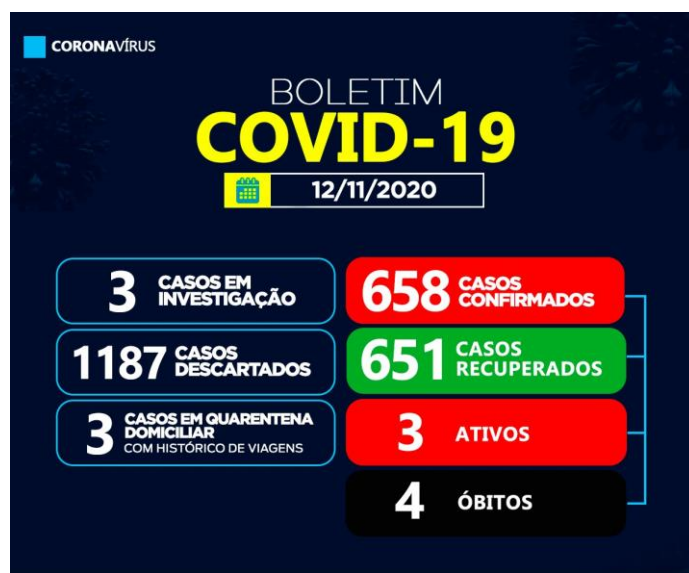 CORONAVÍRUS
BOLETIM
COVID-19
12/11/2020
3 CASOS EM
INVESTIGAÇÃO
658 CASOS
CONFIRMADOS
1187 CASOS
DESCARTADOS
651 CASOS
RECUPERADOS
3 CASOS EM QUARENTENA
DOMICILIAR
COM HISTÓRICO DE VIAGENS
3 ATIVOS
4 ÓBITOS